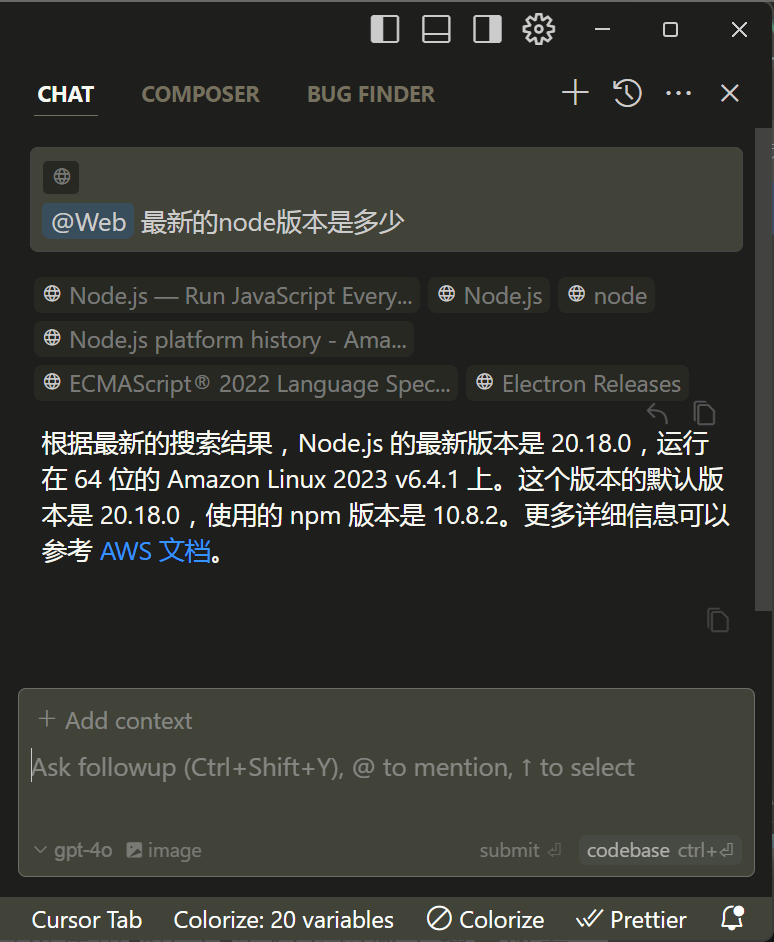 CHAT COMPOSER BUG FINDER
@Web 最新的node版本是多少
Node.js — Run JavaScript Every... Node.js node
Node.js platform history - Ama...
ECMAScript® 2022 Language Spec... Electron Releases
根据最新的搜索结果，Node.js 的最新版本是 20.18.0，运行
在 64 位的 Amazon Linux 2023 v6.4.1 上。这个版本的默认版
本是 20.18.0，使用的 npm 版本是 10.8.2。更多详细信息可以
参考 AWS 文档。
+ Add context
Ask followup (Ctrl+Shift+Y), @ to mention, ↑ to select
gpt-4o image submit ⏎ codebase ctrl+⏎
Cursor Tab Colorize: 20 variables Colorize Prettier